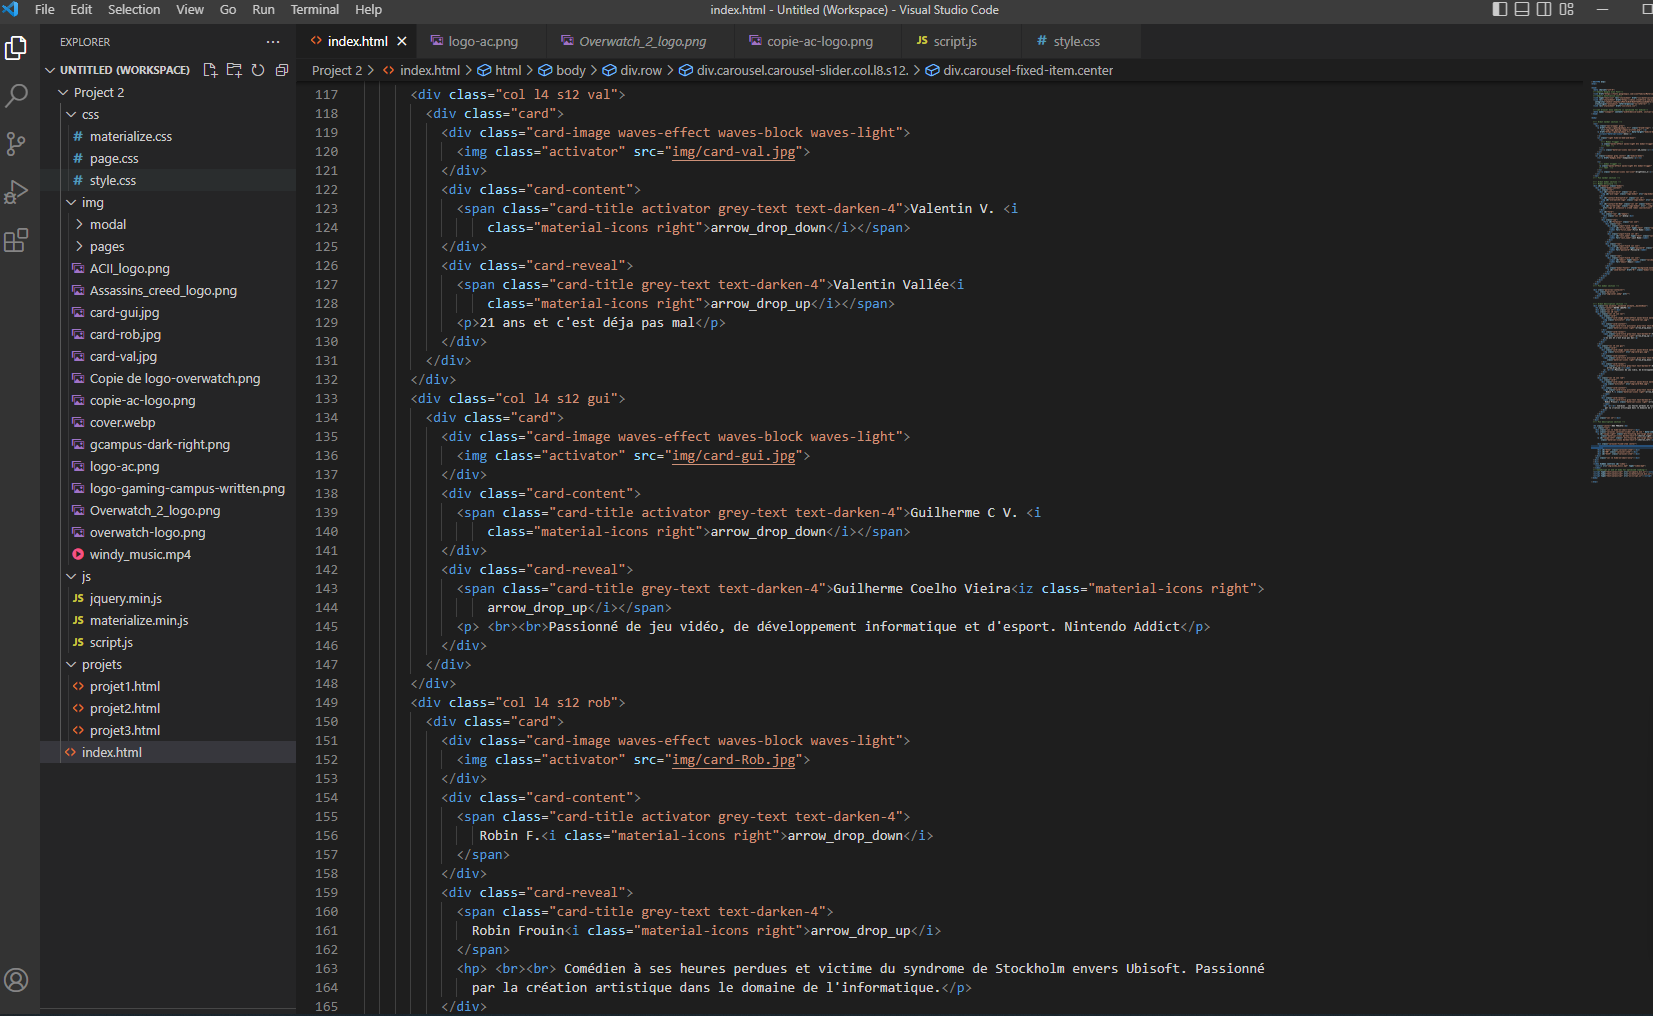 File Edit Selection View Go Run Terminal Help
index.html - Untitled (Workspace) - Visual Studio Code
EXPLORER
UNTITLED (WORKSPACE)
Project 2
css
# materialize.css
# page.css
# style.css
img
modal
pages
ACII_logo.png
Assassins_creed_logo.png
card-gui.jpg
card-rob.jpg
card-val.jpg
Copie de logo-overwatch.png
copie-ac-logo.png
cover.webp
gcampus-dark-right.png
logo-ac.png
logo-gaming-campus-written.png
Overwatch_2_logo.png
overwatch-logo.png
windy_music.mp4
js
JS jquery.min.js
JS materialize.min.js
JS script.js
projets
<> projet1.html
<> projet2.html
<> projet3.html
<> index.html
<> index.html logo-ac.png Overwatch_2_logo.png copie-ac-logo.png JS script.js # style.css
Project 2 > <> index.html > html > body > div.row > div.carousel.carousel-slider.col.l8.s12. > div.carousel-fixed-item.center
117 <div class="col l4 s12 val">
118 <div class="card">
119 <div class="card-image waves-effect waves-block waves-light">
120 <img class="activator" src="img/card-val.jpg">
121 </div>
122 <div class="card-content">
123 <span class="card-title activator grey-text text-darken-4">Valentin V. <i
124 class="material-icons right">arrow_drop_down</i></span>
125 </div>
126 <div class="card-reveal">
127 <span class="card-title grey-text text-darken-4">Valentin Vallée<i
128 class="material-icons right">arrow_drop_up</i></span>
129 <p>21 ans et c'est déja pas mal</p>
130 </div>
131 </div>
132 </div>
133 <div class="col l4 s12 gui">
134 <div class="card">
135 <div class="card-image waves-effect waves-block waves-light">
136 <img class="activator" src="img/card-gui.jpg">
137 </div>
138 <div class="card-content">
139 <span class="card-title activator grey-text text-darken-4">Guilherme C V. <i
140 class="material-icons right">arrow_drop_down</i></span>
141 </div>
142 <div class="card-reveal">
143 <span class="card-title grey-text text-darken-4">Guilherme Coelho Vieira<iz class="material-icons right">
144 arrow_drop_up</i></span>
145 <p> <br><br>Passionné de jeu vidéo, de développement informatique et d'esport. Nintendo Addict</p>
146 </div>
147 </div>
148 </div>
149 <div class="col l4 s12 rob">
150 <div class="card">
151 <div class="card-image waves-effect waves-block waves-light">
152 <img class="activator" src="img/card-Rob.jpg">
153 </div>
154 <div class="card-content">
155 <span class="card-title activator grey-text text-darken-4">
156 Robin F.<i class="material-icons right">arrow_drop_down</i>
157 </span>
158 </div>
159 <div class="card-reveal">
160 <span class="card-title grey-text text-darken-4">
161 Robin Frouin<i class="material-icons right">arrow_drop_up</i>
162 </span>
163 <hp> <br><br> Comédien à ses heures perdues et victime du syndrome de Stockholm envers Ubisoft. Passionné
164 par la création artistique dans le domaine de l'informatique.</p>
165 </div>